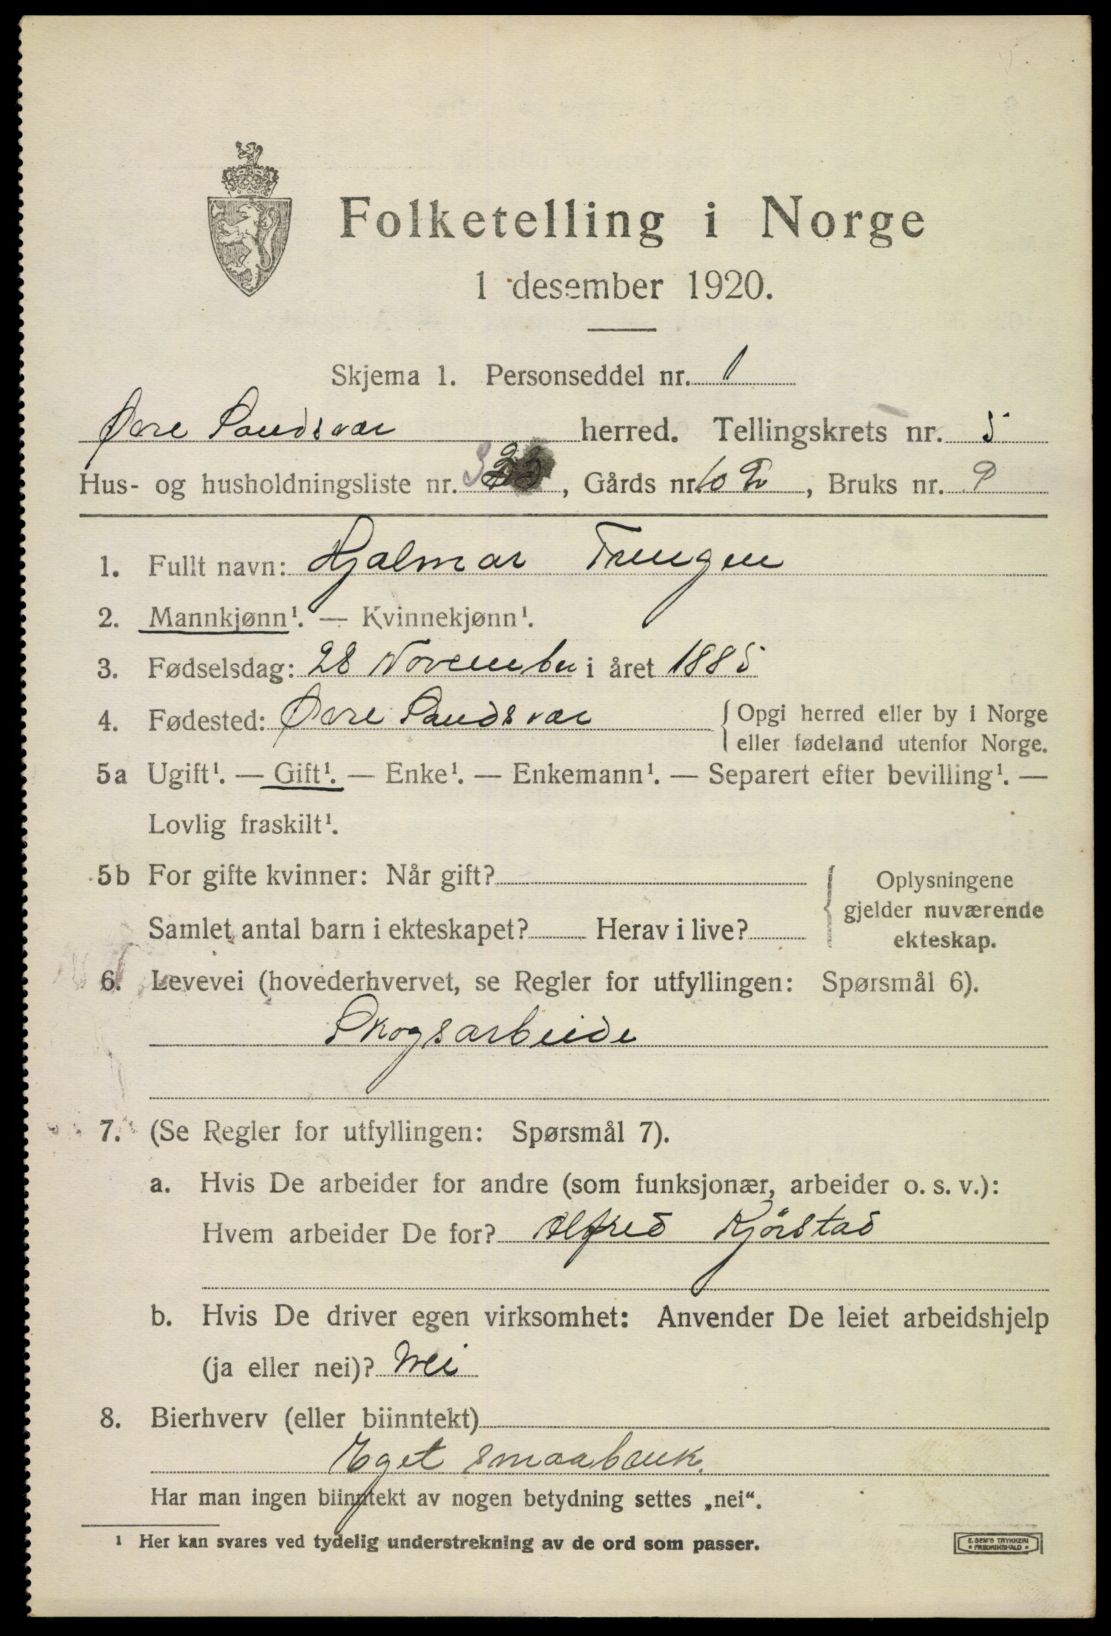 Folketelling i Norge
1 desember 1920.
Skjema 1. Personseddel nr. 1
Øvre Sandsvær herred. Tellingskrets nr. 5
Hus- og husholdningsliste nr. 3, Gårds nr. 10, Bruks nr. 9
1. Fullt navn: Hjalmar
2. Mannkjønn¹. — Kvinnekjønn¹.
3. Fødselsdag: 28 November i året 1885
4. Fødested: Øvre Sandsvær { Opgi herred eller by i Norge
eller fødeland utenfor Norge.
5a Ugift¹. — Gift¹. — Enke¹. — Enkemann¹. — Separert efter bevilling¹. —
Lovlig fraskilt¹.
5b For gifte kvinner: Når gift? { Oplysningene
gjelder nuværende
Samlet antal barn i ekteskapet? Herav i live?
ekteskap.
6. Levevei (hovederhvervet, se Regler for utfyllingen: Spørsmål 6).
Skogsarbeide
7. (Se Regler for utfyllingen: Spørsmål 7).
a. Hvis De arbeider for andre (som funksjonær, arbeider o. s. v.):
Hvem arbeider De for? Alfred Kjörstad
b. Hvis De driver egen virksomhet: Anvender De leiet arbeidshjelp
(ja eller nei)? Nei
8. Bierhverv (eller biinntekt)
Eget smaabruk.
Har man ingen biinntekt av nogen betydning settes „nei“.
¹ Her kan svares ved tydelig understrekning av de ord som passer.
E. SEM'S TRYKKERI
* FREDRIKSHALD *